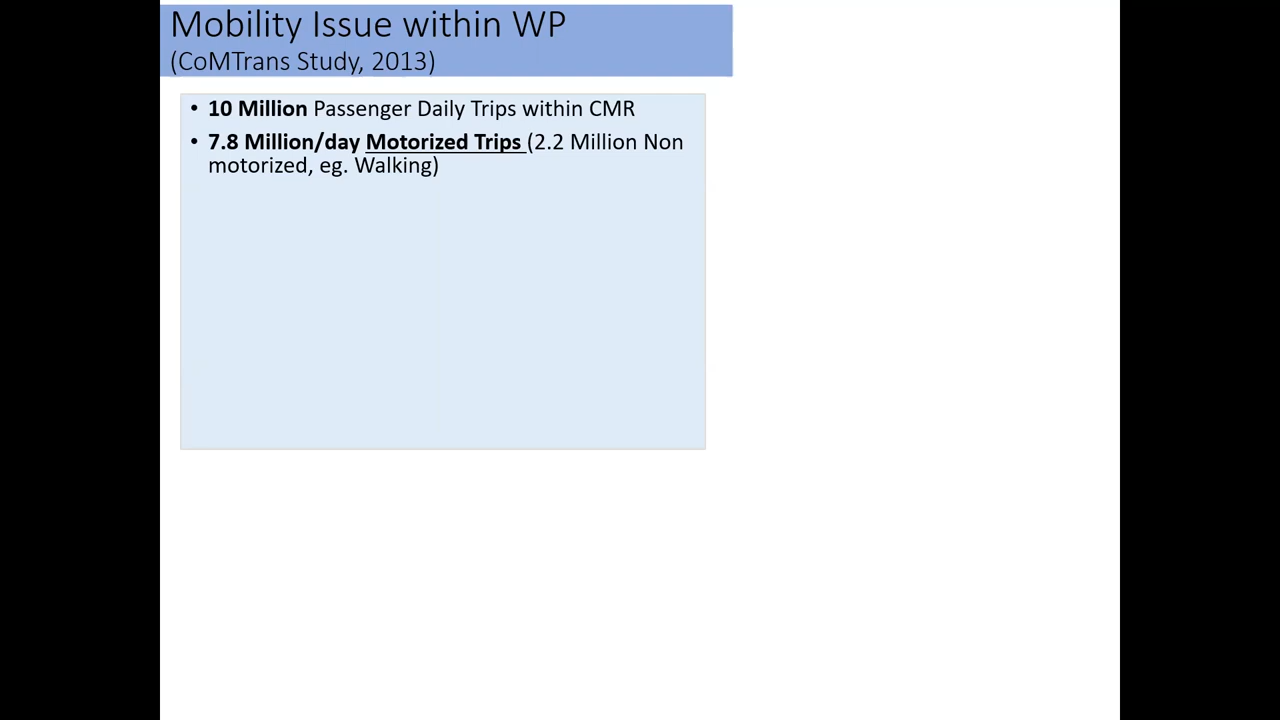 Mobility Issue within WP
(CoMTrans Study, 2013)
• 10 Million Passenger Daily Trips within CMR
• 7.8 Million/day Motorized Trips (2.2 Million Non
motorized, eg. Walking)